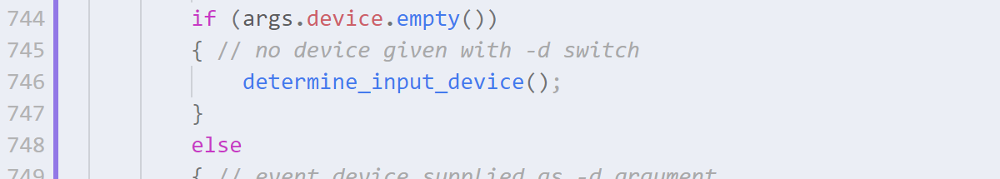 744 if (args.device.empty())
745 { // no device given with -d switch
746 determine_input_device();
747 }
748 else
749 { // event device supplied as -d argument